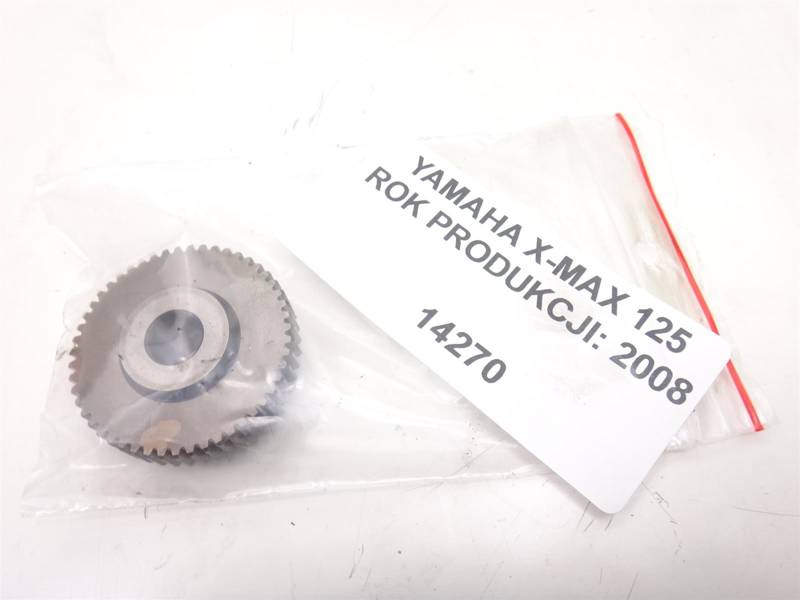 YAMAHA X-MAX 125
ROK PRODUKCJI: 2008
14270